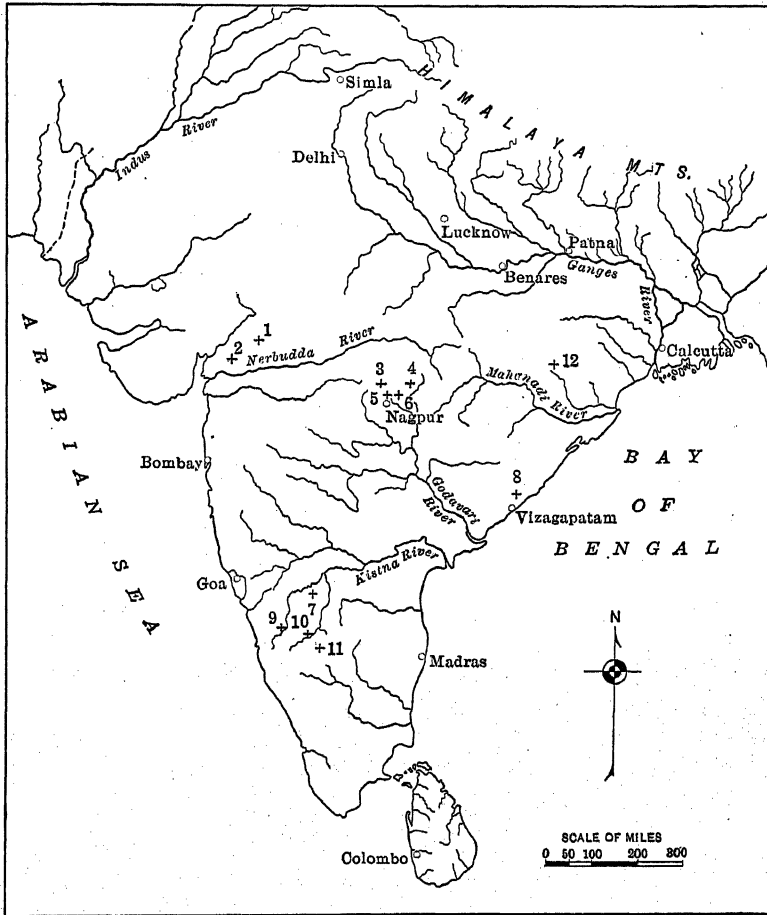 HIMALAYA MTS.
Simla
Indus River
Delhi
Lucknow
Patna
Benares
Ganges River
ARABIAN SEA
1
2
Nerbudda River
Calcutta
12
3
4
Mahanadi River
5
6
Nagpur
Bombay
BAY
OF
BENGAL
8
Godavari River
Vizagapatam
Kistna River
Goa
7
9
10
11
N
Madras
SCALE OF MILES
0 50 100 200 300
Colombo